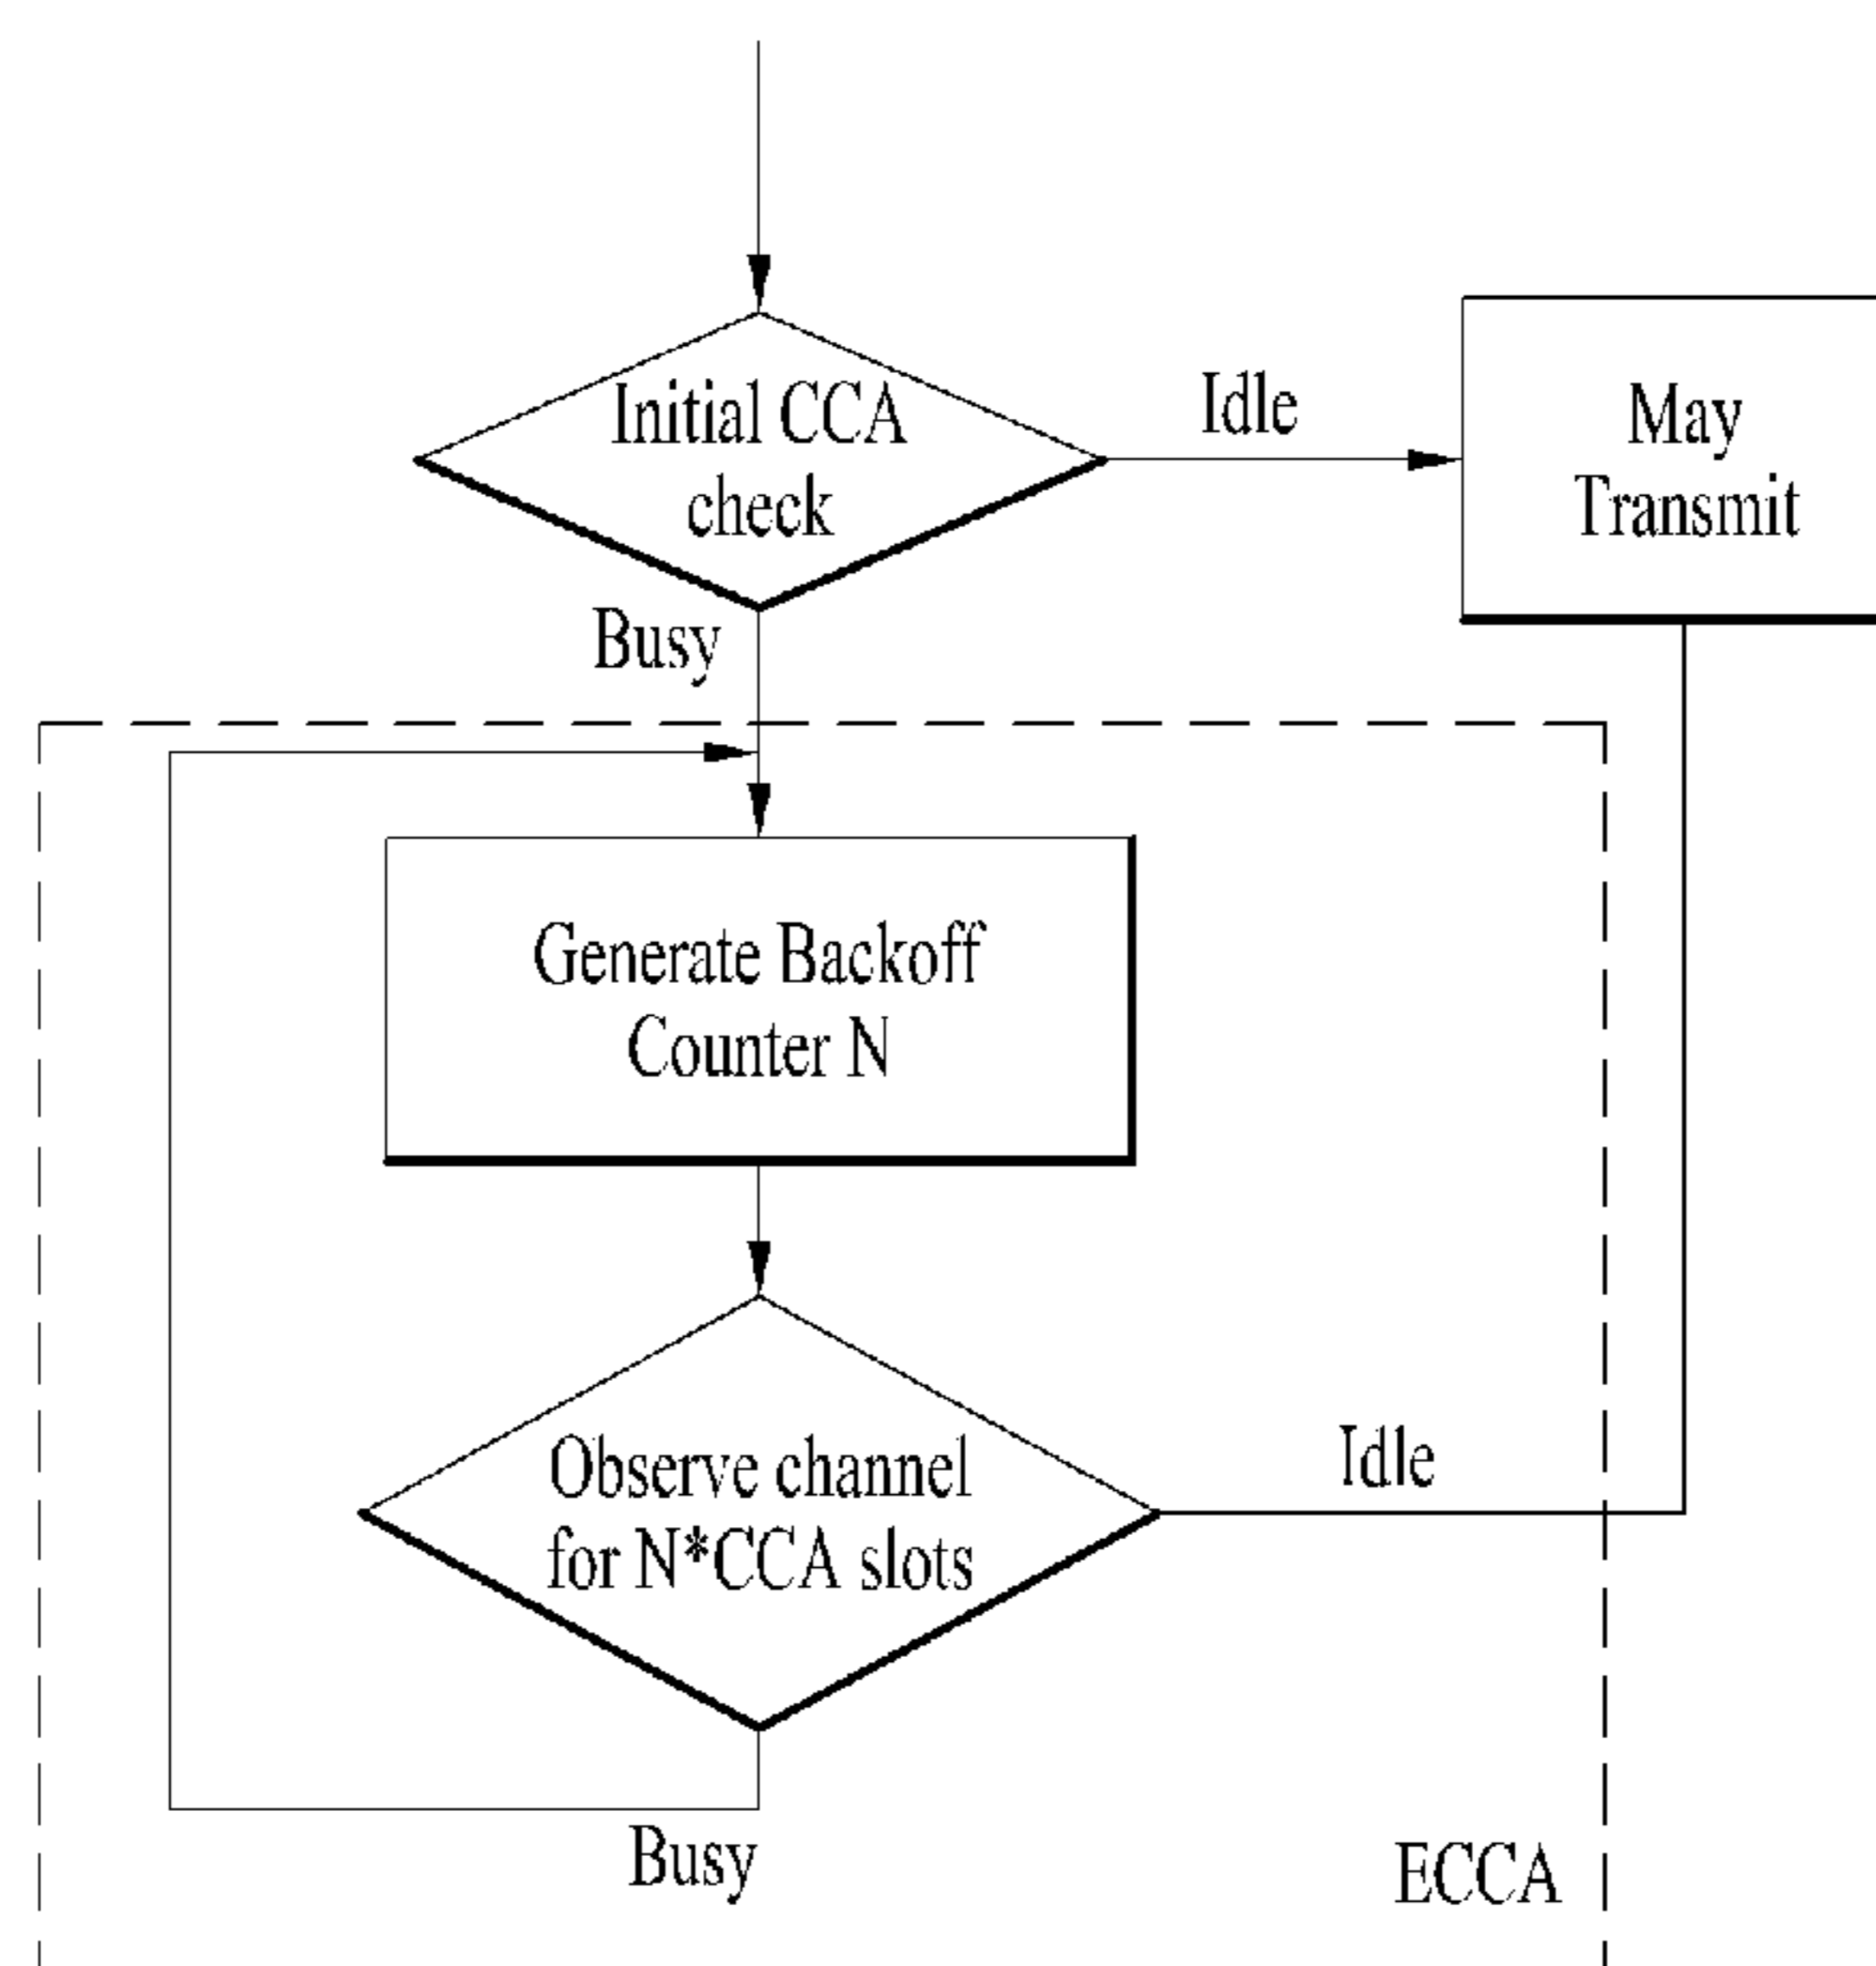 Initial CCA
check
Idle
May
Transmit
Busy
Generate Backoff
Counter N
Observe channel
for N*CCA slots
Idle
Busy
ECCA